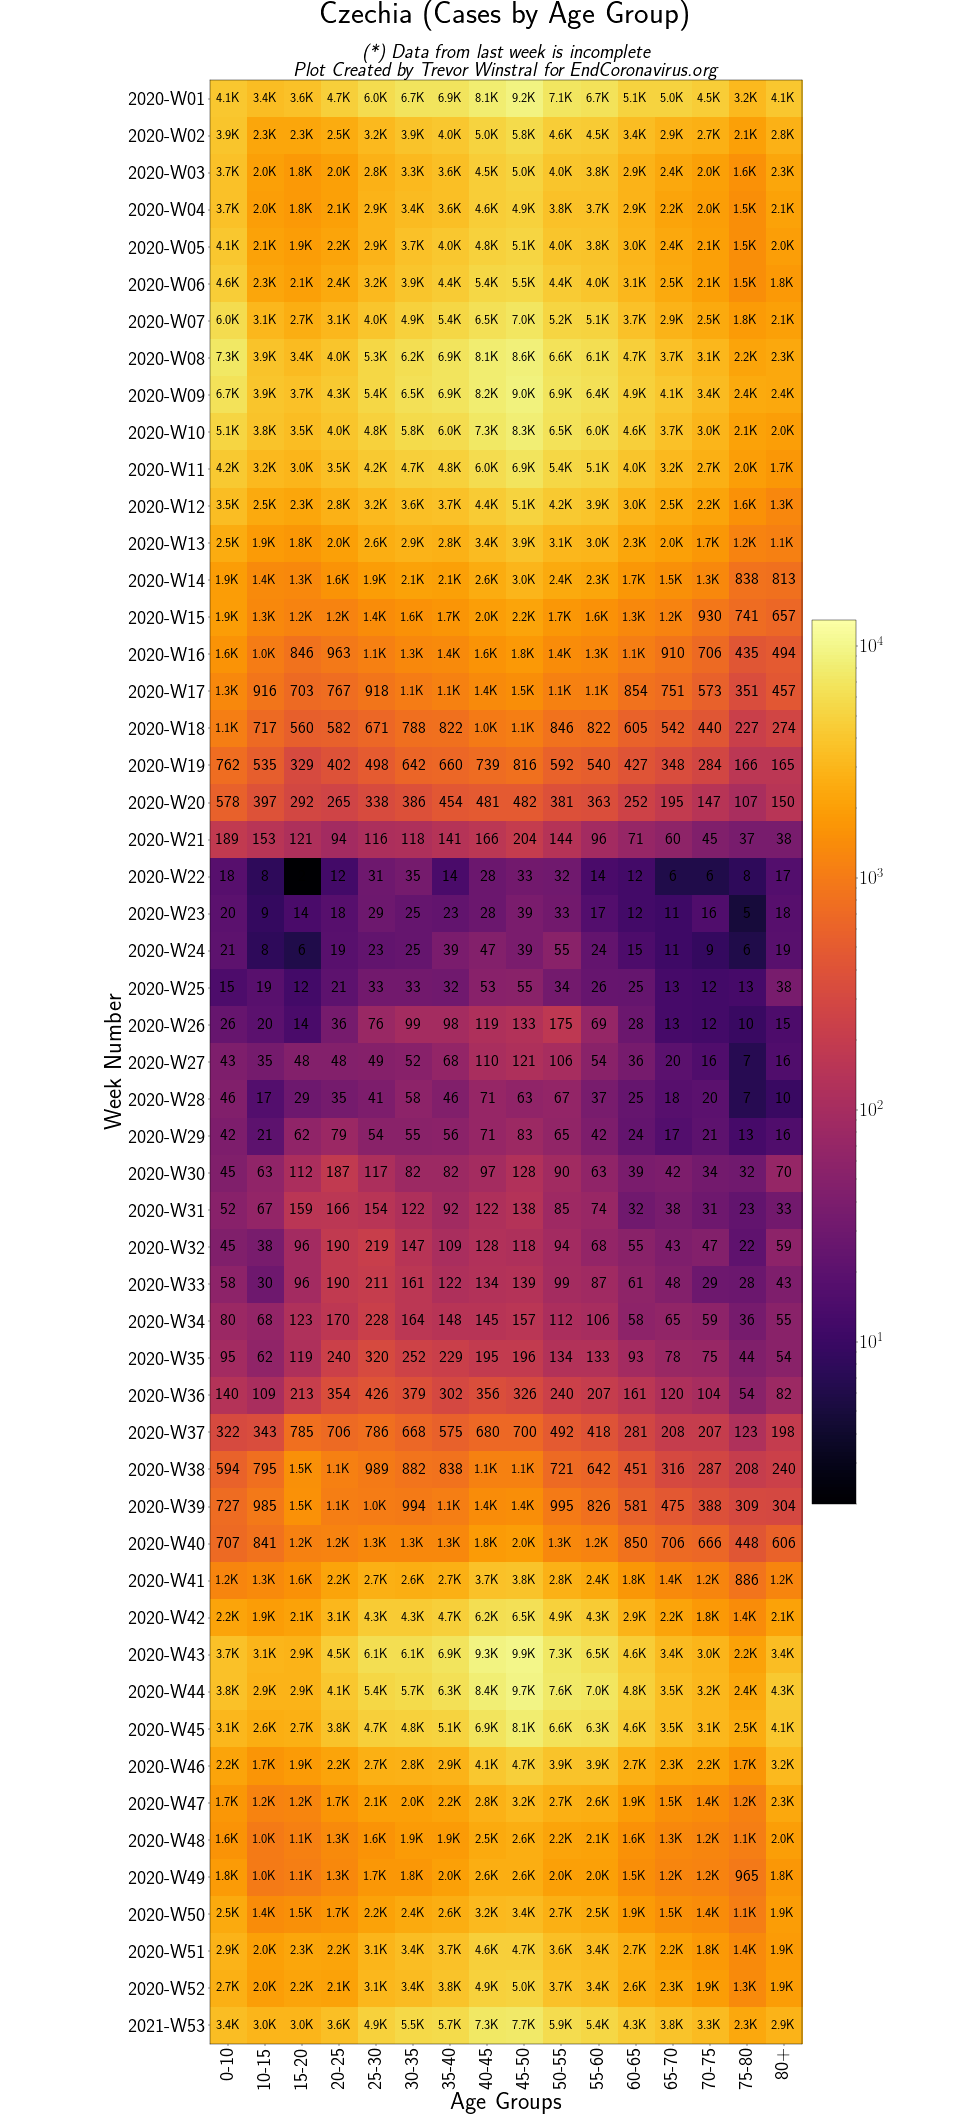 Czechia (Cases by Age Group)
(*) Data from last week is incomplete
Plot Created by Trevor Winstral for EndCoronavirus.org
2020-W01 4.1K 3.4K 3.6K 4.7K 6.0K 6.7K 6.9K 8.1K 9.2K 7.1K 6.7K 5.1K 5.0K 4.5K 3.2K 4.1K
2020-W02 3.9K 2.3K 2.3K 2.5K 3.2K 3.9K 4.0K 5.0K 5.8K 4.6K 4.5K 3.4K 2.9K 2.7K 2.1K 2.8K
2020-W03 3.7K 2.0K 1.8K 2.0K 2.8K 3.3K 3.6K 4.5K 5.0K 4.0K 3.8K 2.9K 2.4K 2.0K 1.6K 2.3K
2020-W04 3.7K 2.0K 1.8K 2.1K 2.9K 3.4K 3.6K 4.6K 4.9K 3.8K 3.7K 2.9K 2.2K 2.0K 1.5K 2.1K
2020-W05 4.1K 2.1K 1.9K 2.2K 2.9K 3.7K 4.0K 4.8K 5.1K 4.0K 3.8K 3.0K 2.4K 2.1K 1.5K 2.0K
2020-W06 4.6K 2.3K 2.1K 2.4K 3.2K 3.9K 4.4K 5.4K 5.5K 4.4K 4.0K 3.1K 2.5K 2.1K 1.5K 1.8K
2020-W07 6.0K 3.1K 2.7K 3.1K 4.0K 4.9K 5.4K 6.5K 7.0K 5.2K 5.1K 3.7K 2.9K 2.5K 1.8K 2.1K
2020-W08 7.3K 3.9K 3.4K 4.0K 5.3K 6.2K 6.9K 8.1K 8.6K 6.6K 6.1K 4.7K 3.7K 3.1K 2.2K 2.3K
2020-W09 6.7K 3.9K 3.7K 4.3K 5.4K 6.5K 6.9K 8.2K 9.0K 6.9K 6.4K 4.9K 4.1K 3.4K 2.4K 2.4K
2020-W10 5.1K 3.8K 3.5K 4.0K 4.8K 5.8K 6.0K 7.3K 8.3K 6.5K 6.0K 4.6K 3.7K 3.0K 2.1K 2.0K
2020-W11 4.2K 3.2K 3.0K 3.5K 4.2K 4.7K 4.8K 6.0K 6.9K 5.4K 5.1K 4.0K 3.2K 2.7K 2.0K 1.7K
2020-W12 3.5K 2.5K 2.3K 2.8K 3.2K 3.6K 3.7K 4.4K 5.1K 4.2K 3.9K 3.0K 2.5K 2.2K 1.6K 1.3K
2020-W13 2.5K 1.9K 1.8K 2.0K 2.6K 2.9K 2.8K 3.4K 3.9K 3.1K 3.0K 2.3K 2.0K 1.7K 1.2K 1.1K
2020-W14 1.9K 1.4K 1.3K 1.6K 1.9K 2.1K 2.1K 2.6K 3.0K 2.4K 2.3K 1.7K 1.5K 1.3K 838 813
2020-W15 1.9K 1.3K 1.2K 1.2K 1.4K 1.6K 1.7K 2.0K 2.2K 1.7K 1.6K 1.3K 1.2K 930 741 657
2020-W16 1.6K 1.0K 846 963 1.1K 1.3K 1.4K 1.6K 1.8K 1.4K 1.3K 1.1K 910 706 435 494
2020-W17 1.3K 916 703 767 918 1.1K 1.1K 1.4K 1.5K 1.1K 1.1K 854 751 573 351 457
2020-W18 1.1K 717 560 582 671 788 822 1.0K 1.1K 846 822 605 542 440 227 274
2020-W19 762 535 329 402 498 642 660 739 816 592 540 427 348 284 166 165
2020-W20 578 397 292 265 338 386 454 481 482 381 363 252 195 147 107 150
2020-W21 189 153 121 94 116 118 141 166 204 144 96 71 60 45 37 38
2020-W22 18 8 12 31 35 14 28 33 32 14 12 6 6 8 17
2020-W23 20 9 14 18 29 25 23 28 39 33 17 12 11 16 5 18
2020-W24 21 8 6 19 23 25 39 47 39 55 24 15 11 9 6 19
2020-W25 15 19 12 21 33 33 32 53 55 34 26 25 13 12 13 38
2020-W26 26 20 14 36 76 99 98 119 133 175 69 28 13 12 10 15
2020-W27 43 35 48 48 49 52 68 110 121 106 54 36 20 16 7 16
2020-W28 46 17 29 35 41 58 46 71 63 67 37 25 18 20 7 10
2020-W29 42 21 62 79 54 55 56 71 83 65 42 24 17 21 13 16
2020-W30 45 63 112 187 117 82 82 97 128 90 63 39 42 34 32 70
2020-W31 52 67 159 166 154 122 92 122 138 85 74 32 38 31 23 33
2020-W32 45 38 96 190 219 147 109 128 118 94 68 55 43 47 22 59
2020-W33 58 30 96 190 211 161 122 134 139 99 87 61 48 29 28 43
2020-W34 80 68 123 170 228 164 148 145 157 112 106 58 65 59 36 55
2020-W35 95 62 119 240 320 252 229 195 196 134 133 93 78 75 44 54
2020-W36 140 109 213 354 426 379 302 356 326 240 207 161 120 104 54 82
2020-W37 322 343 785 706 786 668 575 680 700 492 418 281 208 207 123 198
2020-W38 594 795 1.5K 1.1K 989 882 838 1.1K 1.1K 721 642 451 316 287 208 240
2020-W39 727 985 1.5K 1.1K 1.0K 994 1.1K 1.4K 1.4K 995 826 581 475 388 309 304
2020-W40 707 841 1.2K 1.2K 1.3K 1.3K 1.3K 1.8K 2.0K 1.3K 1.2K 850 706 666 448 606
2020-W41 1.2K 1.3K 1.6K 2.2K 2.7K 2.6K 2.7K 3.7K 3.8K 2.8K 2.4K 1.8K 1.4K 1.2K 886 1.2K
2020-W42 2.2K 1.9K 2.1K 3.1K 4.3K 4.3K 4.7K 6.2K 6.5K 4.9K 4.3K 2.9K 2.2K 1.8K 1.4K 2.1K
2020-W43 3.7K 3.1K 2.9K 4.5K 6.1K 6.1K 6.9K 9.3K 9.9K 7.3K 6.5K 4.6K 3.4K 3.0K 2.2K 3.4K
2020-W44 3.8K 2.9K 2.9K 4.1K 5.4K 5.7K 6.3K 8.4K 9.7K 7.6K 7.0K 4.8K 3.5K 3.2K 2.4K 4.3K
2020-W45 3.1K 2.6K 2.7K 3.8K 4.7K 4.8K 5.1K 6.9K 8.1K 6.6K 6.3K 4.6K 3.5K 3.1K 2.5K 4.1K
2020-W46 2.2K 1.7K 1.9K 2.2K 2.7K 2.8K 2.9K 4.1K 4.7K 3.9K 3.9K 2.7K 2.3K 2.2K 1.7K 3.2K
2020-W47 1.7K 1.2K 1.2K 1.7K 2.1K 2.0K 2.2K 2.8K 3.2K 2.7K 2.6K 1.9K 1.5K 1.4K 1.2K 2.3K
2020-W48 1.6K 1.0K 1.1K 1.3K 1.6K 1.9K 1.9K 2.5K 2.6K 2.2K 2.1K 1.6K 1.3K 1.2K 1.1K 2.0K
2020-W49 1.8K 1.0K 1.1K 1.3K 1.7K 1.8K 2.0K 2.6K 2.6K 2.0K 2.0K 1.5K 1.2K 1.2K 965 1.8K
2020-W50 2.5K 1.4K 1.5K 1.7K 2.2K 2.4K 2.6K 3.2K 3.4K 2.7K 2.5K 1.9K 1.5K 1.4K 1.1K 1.9K
2020-W51 2.9K 2.0K 2.3K 2.2K 3.1K 3.4K 3.7K 4.6K 4.7K 3.6K 3.4K 2.7K 2.2K 1.8K 1.4K 1.9K
2020-W52 2.7K 2.0K 2.2K 2.1K 3.1K 3.4K 3.8K 4.9K 5.0K 3.7K 3.4K 2.6K 2.3K 1.9K 1.3K 1.9K
2021-W53 3.4K 3.0K 3.0K 3.6K 4.9K 5.5K 5.7K 7.3K 7.7K 5.9K 5.4K 4.3K 3.8K 3.3K 2.3K 2.9K
0-10 10-15 15-20 20-25 25-30 30-35 35-40 40-45 45-50 50-55 55-60 60-65 65-70 70-75 75-80 80+
Age Groups
Week Number
10⁴
10³
10²
10¹